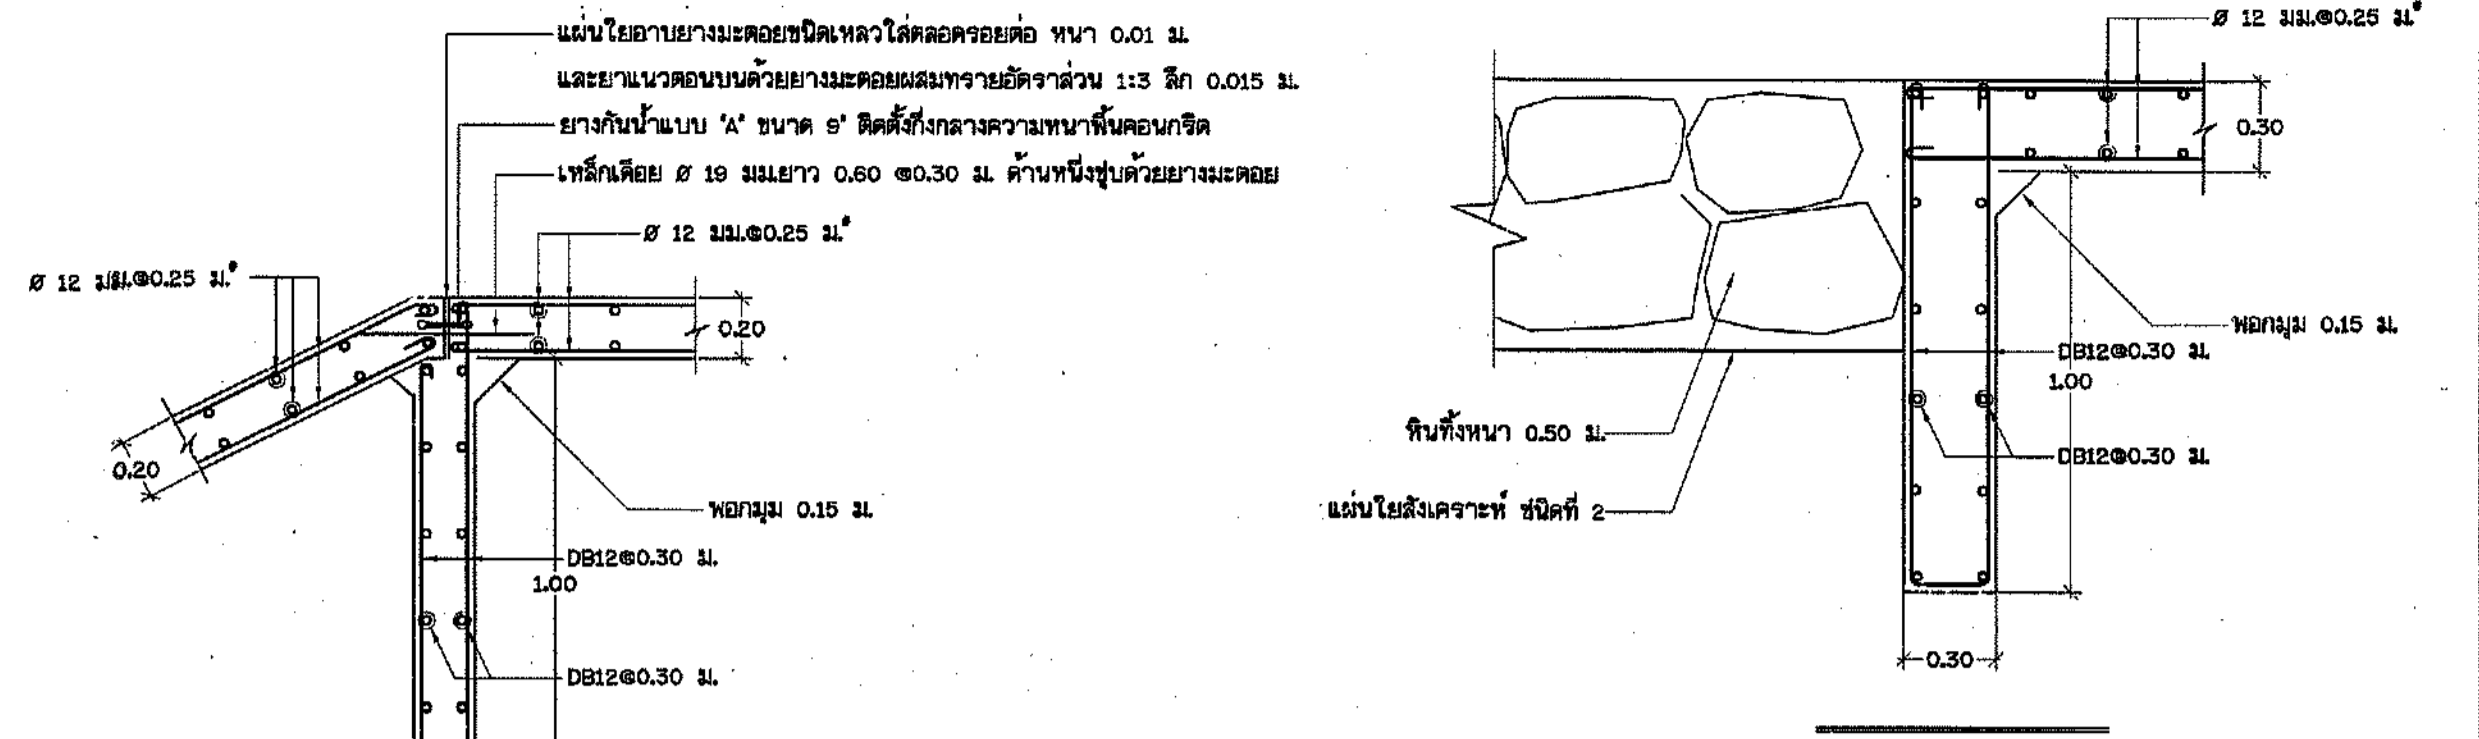 แผ่นใยอาบยางมะตอยชนิดเหลวใส่ตลอดรอยต่อ หนา 0.01 ม.
และยาแนวตอนบนด้วยยางมะตอยผสมทรายอัตราส่วน 1:3 ลึก 0.015 ม.
ยางกันน้ำแบบ "A" ขนาด 9" ติดตั้งกึ่งกลางความหนาพื้นคอนกรีต
เหล็กเดือย Ø 19 มม.ยาว 0.60 @0.30 ม. ด้านหนึ่งชุบด้วยยางมะตอย
Ø 12 มม.@0.25 ม.#
Ø 12 มม.@0.25 ม.#
0.20
0.20
พอกมุม 0.15 ม.
DB12@0.30 ม.
1.00
DB12@0.30 ม.
Ø 12 มม.@0.25 ม.#
0.30
พอกมุม 0.15 ม.
DB12@0.30 ม.
1.00
หินทิ้งหนา 0.50 ม.
DB12@0.30 ม.
แผ่นใยสังเคราะห์ ชนิดที่ 2
0.30